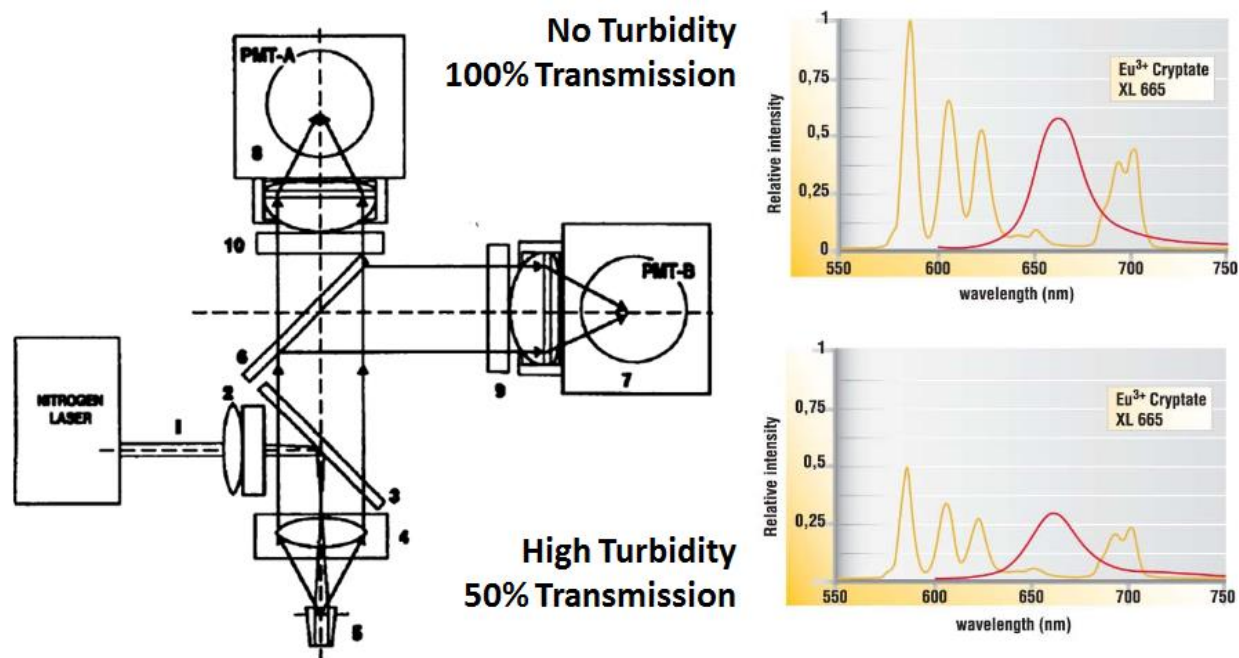 No Turbidity
100% Transmission
PMT-A
8
10
PMT-B
7
9
6
NITROGEN
LASER
1
2
3
4
5
High Turbidity
50% Transmission
Relative intensity
1
0,75
0,5
0,25
0
Eu³⁺ Cryptate
XL 665
550
600
650
700
750
wavelength (nm)
Relative intensity
1
0,75
0,5
0,25
0
Eu³⁺ Cryptate
XL 665
550
600
650
700
750
wavelength (nm)